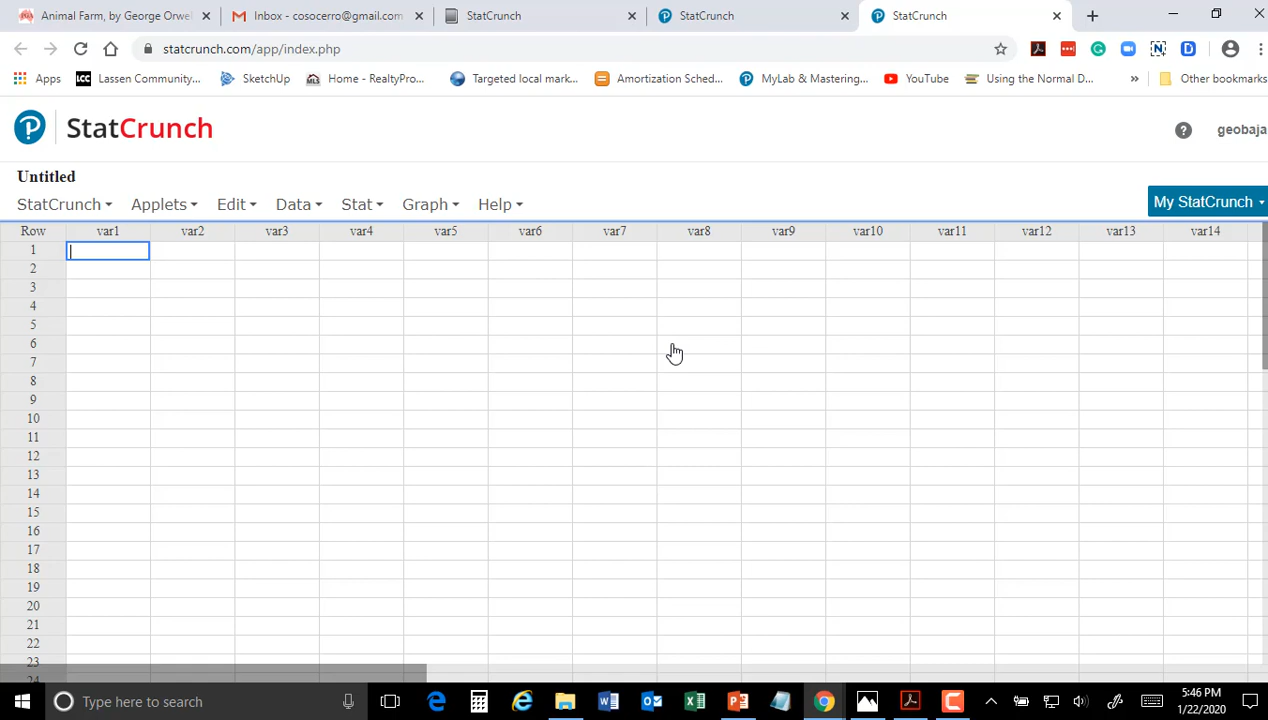 Animal Farm, by George Orwel
Inbox - cosocerro@gmail.com
StatCrunch
StatCrunch
StatCrunch
statcrunch.com/app/index.php
Apps
Lassen Community...
SketchUp
Home - RealtyPro...
Targeted local mark...
Amortization Sched...
MyLab & Mastering...
YouTube
Using the Normal D...
»
Other bookmarks
StatCrunch
geobaja
Untitled
StatCrunch
Applets
Edit
Data
Stat
Graph
Help
My StatCrunch
Row var1 var2 var3 var4 var5 var6 var7 var8 var9 var10 var11 var12 var13 var14
1
2
3
4
5
6
7
8
9
10
11
12
13
14
15
16
17
18
19
20
21
22
23
24
Type here to search
5:46 PM
1/22/2020